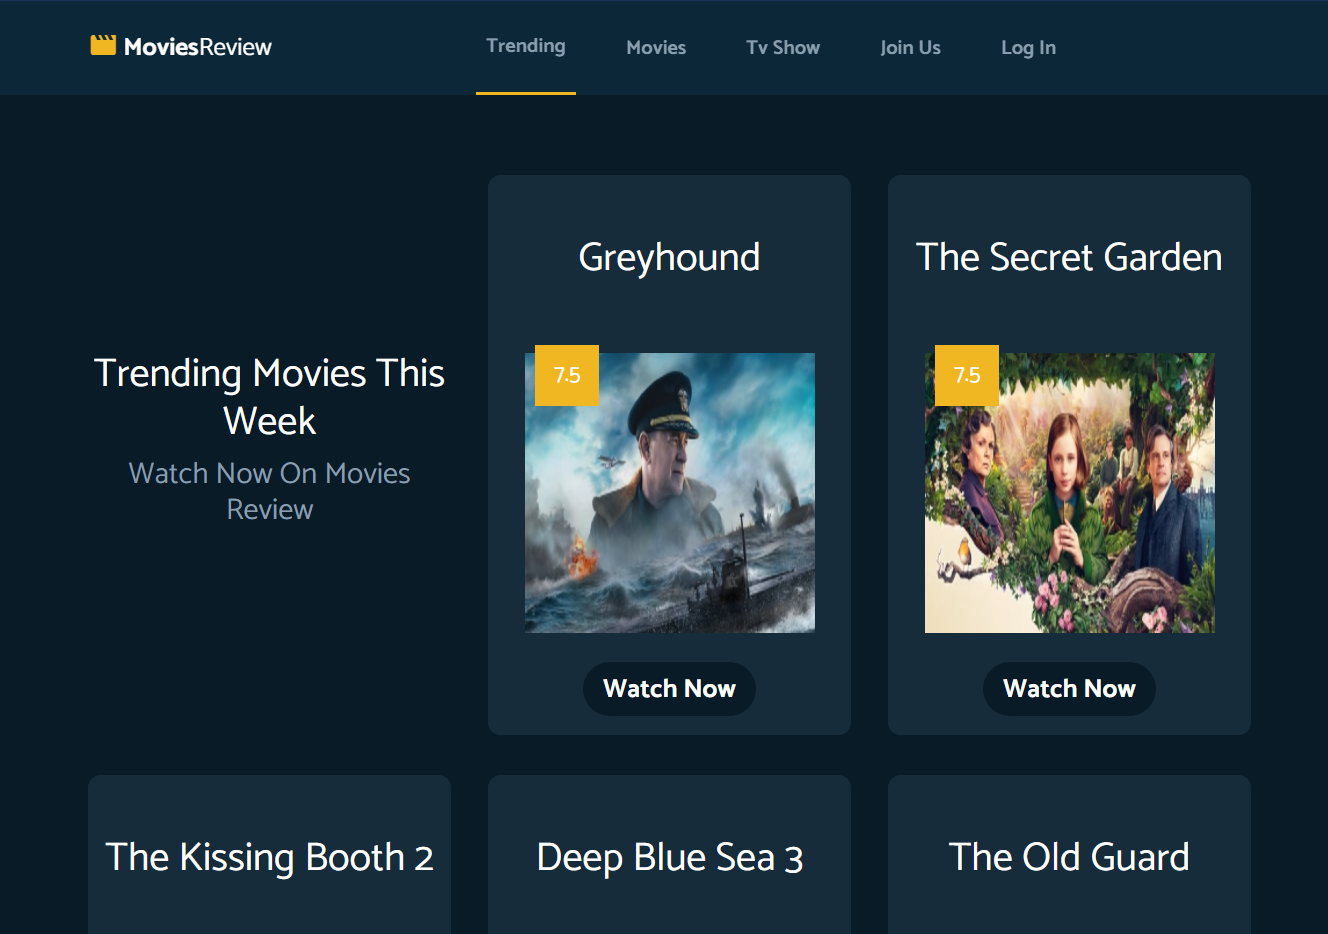 MoviesReview
Trending
Movies
Tv Show
Join Us
Log In
Trending Movies This
Week
Watch Now On Movies
Review
Greyhound
7.5
Watch Now
The Secret Garden
7.5
Watch Now
The Kissing Booth 2
Deep Blue Sea 3
The Old Guard